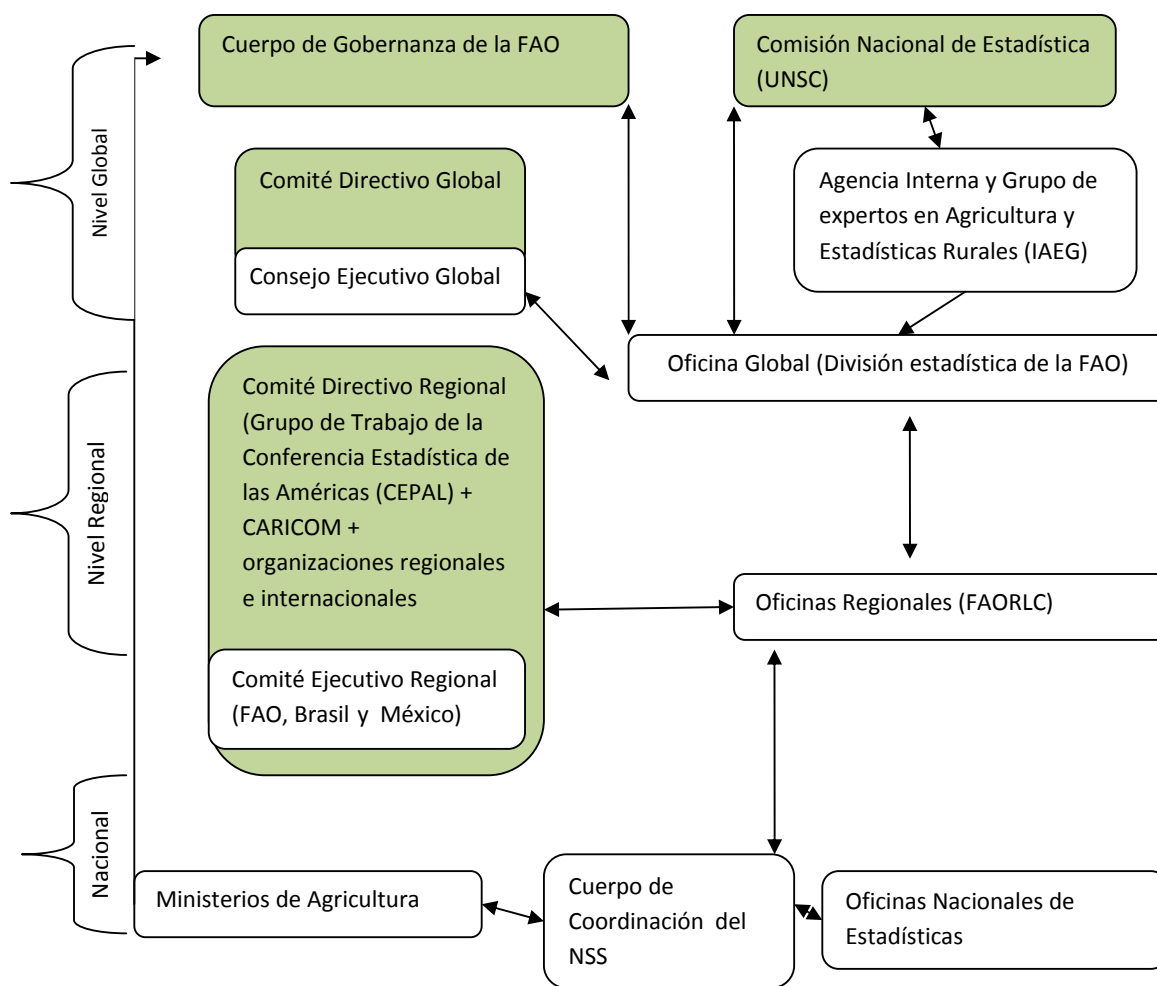 Cuerpo de Gobernanza de la FAO
Comisión Nacional de Estadística
(UNSC)
Nivel Global
Comité Directivo Global
Consejo Ejecutivo Global
Agencia Interna y Grupo de
expertos en Agricultura y
Estadísticas Rurales (IAEG)
Oficina Global (División estadística de la FAO)
Nivel Regional
Comité Directivo Regional
(Grupo de Trabajo de la
Conferencia Estadística de
las Américas (CEPAL) +
CARICOM +
organizaciones regionales
e internacionales
Comité Ejecutivo Regional
(FAO, Brasil y México)
Oficinas Regionales (FAORLC)
Nacional
Ministerios de Agricultura
Cuerpo de
Coordinación del
NSS
Oficinas Nacionales de
Estadísticas